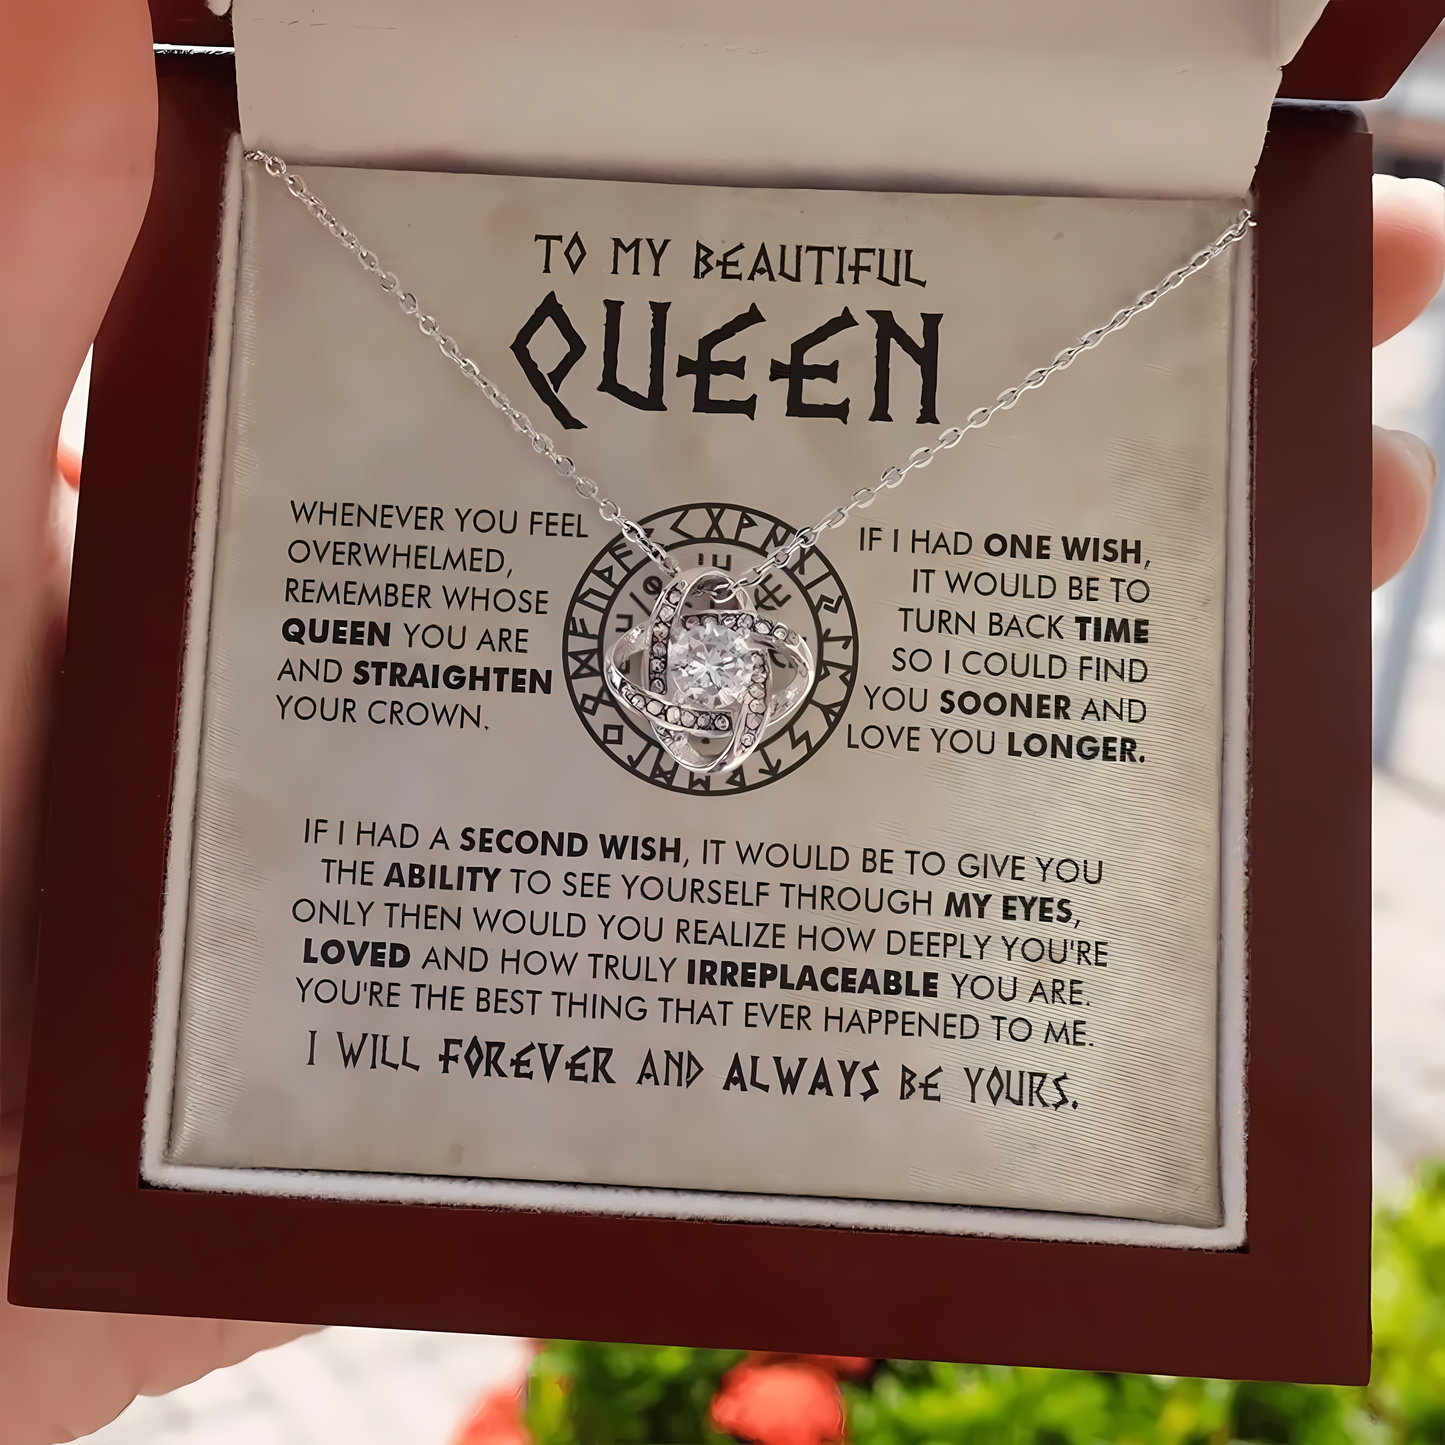 TO MY BEAUTIFUL
QUEEN
WHENEVER YOU FEEL
OVERWHELMED,
REMEMBER WHOSE
QUEEN YOU ARE
AND STRAIGHTEN
YOUR CROWN.
IF I HAD ONE WISH,
IT WOULD BE TO
TURN BACK TIME
SO I COULD FIND
YOU SOONER AND
LOVE YOU LONGER.
IF I HAD A SECOND WISH, IT WOULD BE TO GIVE YOU
THE ABILITY TO SEE YOURSELF THROUGH MY EYES,
ONLY THEN WOULD YOU REALIZE HOW DEEPLY YOU'RE
LOVED AND HOW TRULY IRREPLACEABLE YOU ARE.
YOU'RE THE BEST THING THAT EVER HAPPENED TO ME.
I WILL FOREVER AND ALWAYS BE YOURS.